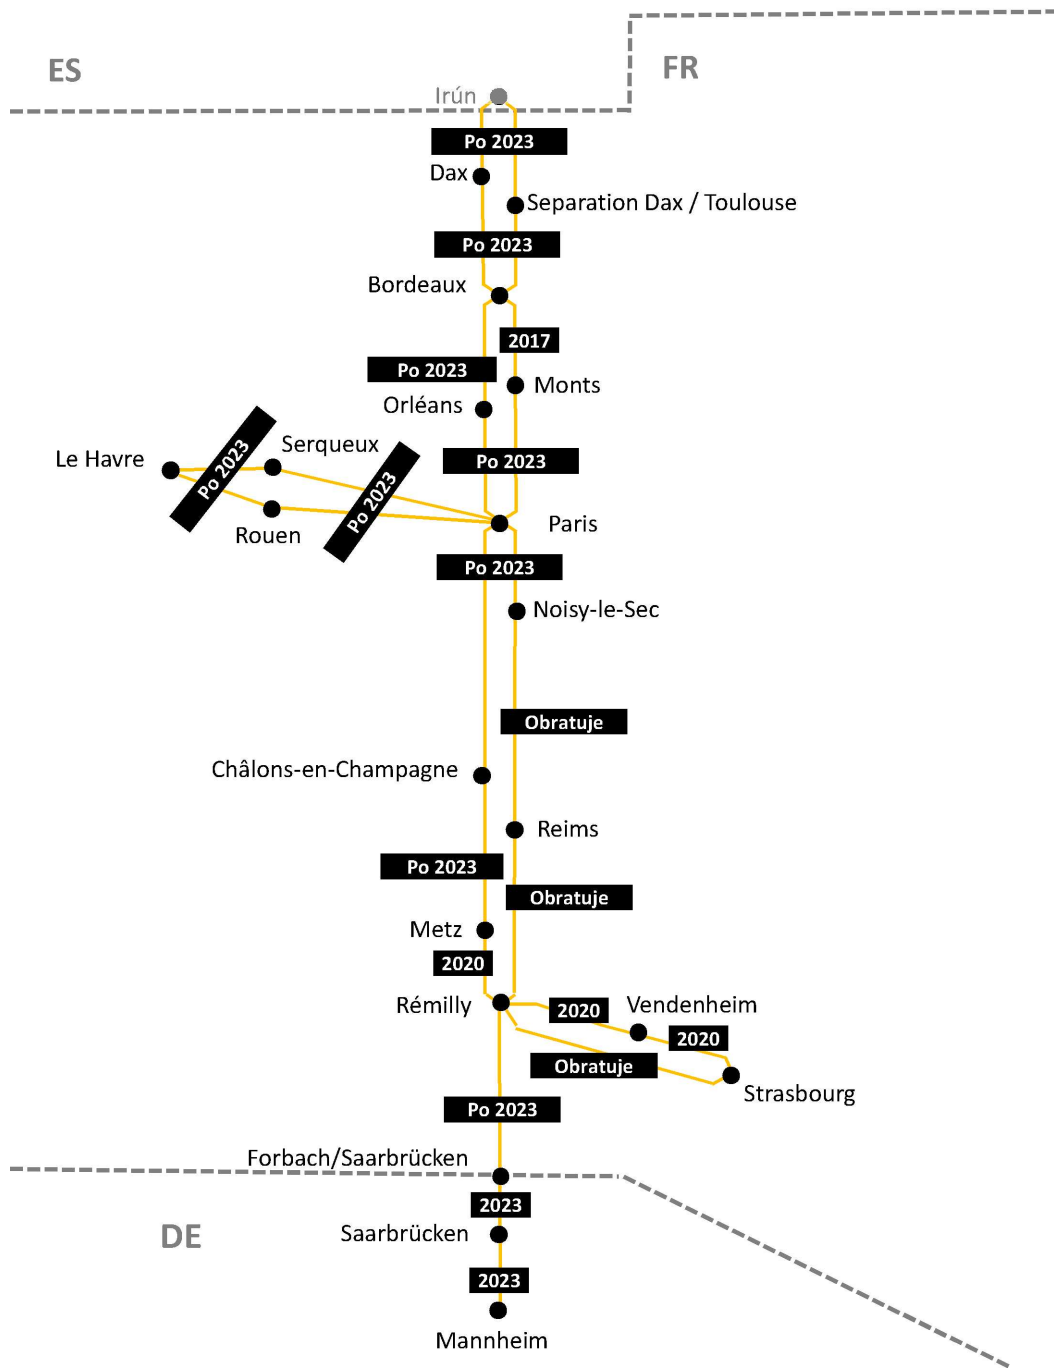 ES
FR
Irún
Po 2023
Dax
Separation Dax / Toulouse
Po 2023
Bordeaux
2017
Po 2023
Monts
Orléans
Po 2023
Serqueux
Le Havre
Po 2023
Po 2023
Rouen
Paris
Po 2023
Noisy-le-Sec
Obratuje
Châlons-en-Champagne
Reims
Po 2023
Obratuje
Metz
2020
Rémilly
2020
Vendenheim
2020
Obratuje
Strasbourg
Po 2023
Forbach/Saarbrücken
2023
DE
Saarbrücken
2023
Mannheim